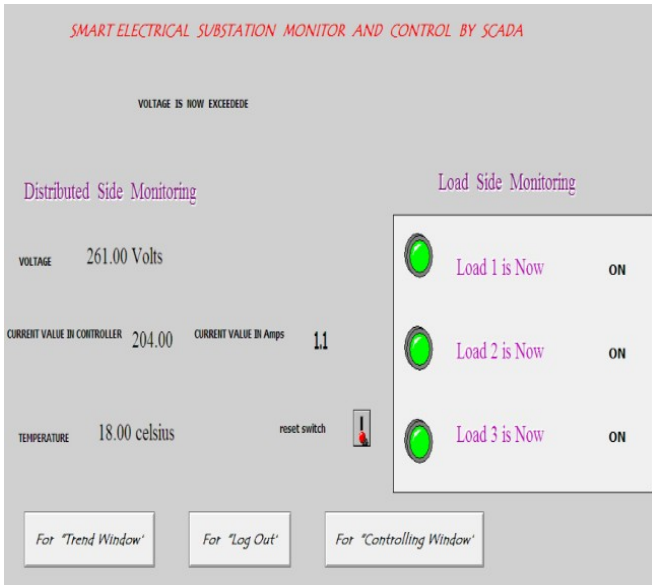 SMART ELECTRICAL SUBSTATION MONITOR AND CONTROL BY SCADA
VOLTAGE IS NOW EXCEEDEDE
Distributed Side Monitoring
VOLTAGE 261.00 Volts
CURRENT VALUE IN CONTROLLER 204.00 CURRENT VALUE IN Amps 1.1
TEMPERATURE 18.00 celsius reset switch
Load Side Monitoring
Load 1 is Now ON
Load 2 is Now ON
Load 3 is Now ON
For "Trend Window' For "Log Out' For "Controlling Window'